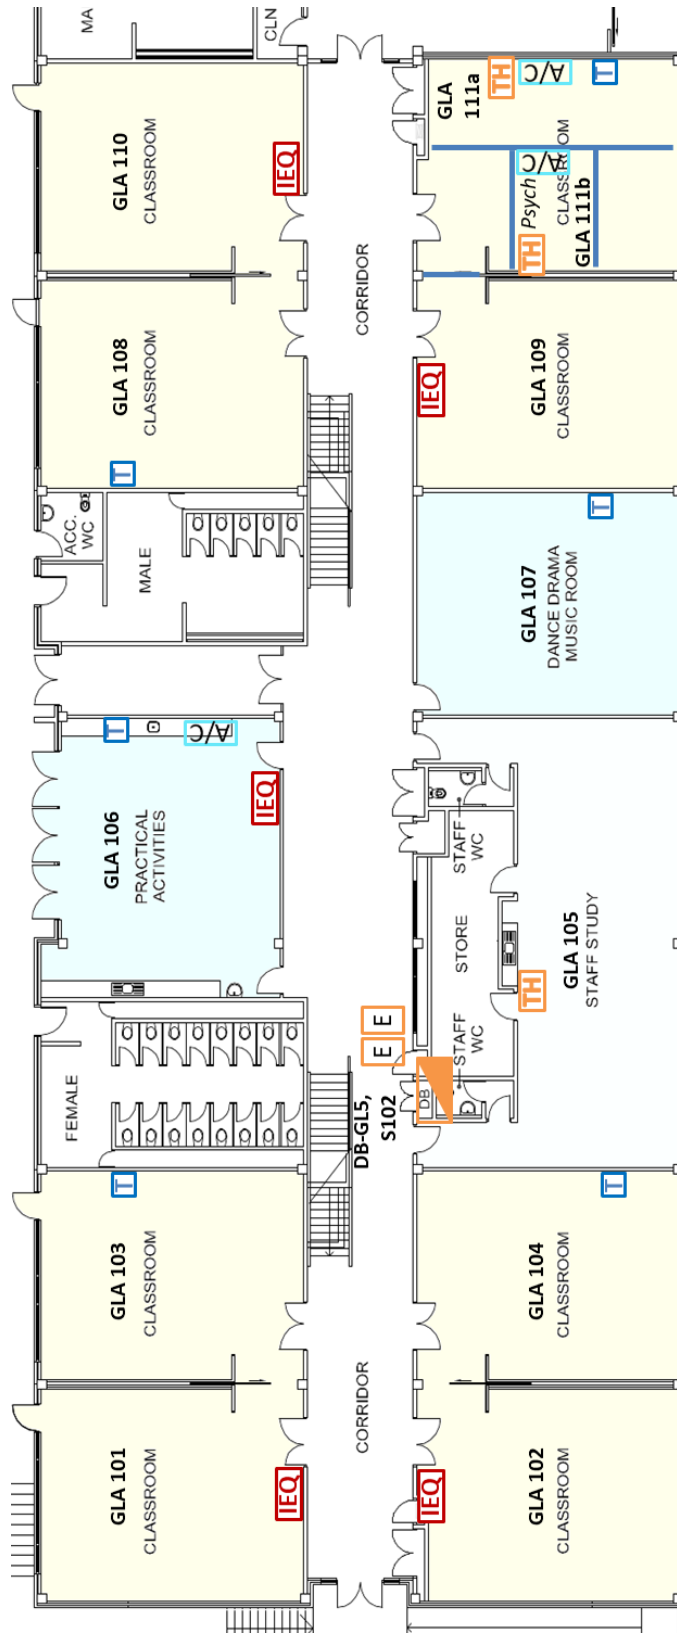 MA
CLN
GLA 110
CLASSROOM
IEQ
CORRIDOR
GLA
111a
TH
A/C
T
A/C
Psych
CLASSROOM
GLA 111b
TH
GLA 108
CLASSROOM
T
IEQ
GLA 109
CLASSROOM
ACC.
WC
MALE
T
GLA 107
DANCE DRAMA
MUSIC ROOM
T
A/C
IEQ
GLA 106
PRACTICAL
ACTIVITIES
STAFF
WC
STORE
GLA 105
STAFF STUDY
TH
E
E
STAFF
WC
DB
DB-GL5,
S102
FEMALE
T
GLA 103
CLASSROOM
T
GLA 104
CLASSROOM
CORRIDOR
GLA 101
CLASSROOM
IEQ
IEQ
GLA 102
CLASSROOM